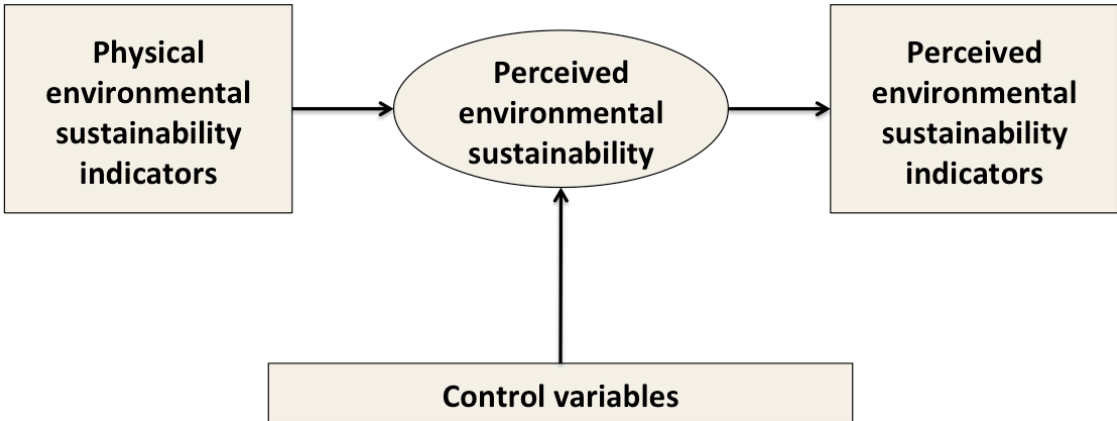 Physical
environmental
sustainability
indicators
Perceived
environmental
sustainability
Perceived
environmental
sustainability
indicators
Control variables